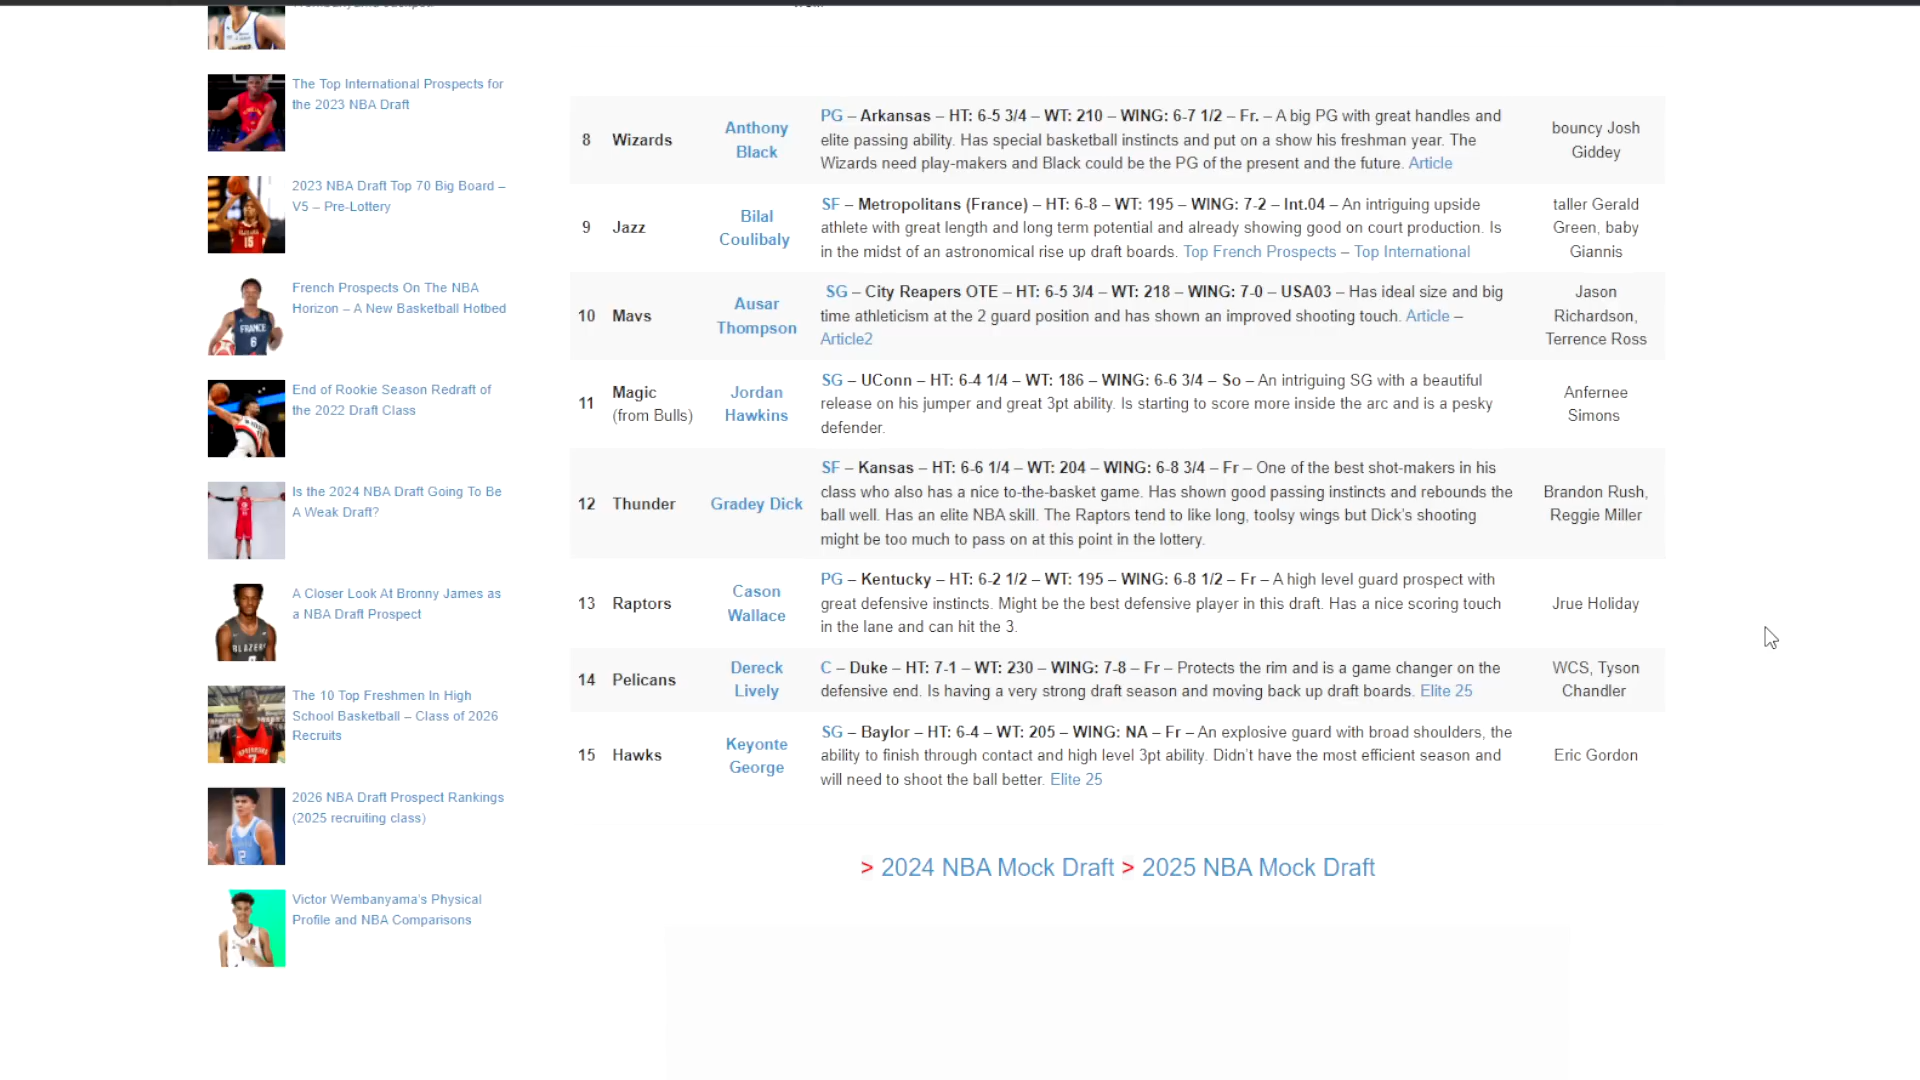 The Top International Prospects for
the 2023 NBA Draft
2023 NBA Draft Top 70 Big Board –
V5 – Pre-Lottery
French Prospects On The NBA
Horizon – A New Basketball Hotbed
End of Rookie Season Redraft of
the 2022 Draft Class
Is the 2024 NBA Draft Going To Be
A Weak Draft?
A Closer Look At Bronny James as
a NBA Draft Prospect
The 10 Top Freshmen In High
School Basketball – Class of 2026
Recruits
2026 NBA Draft Prospect Rankings
(2025 recruiting class)
Victor Wembanyama's Physical
Profile and NBA Comparisons
8 Wizards
Anthony
Black
PG – Arkansas – HT: 6-5 3/4 – WT: 210 – WING: 6-7 1/2 – Fr. – A big PG with great handles and
elite passing ability. Has special basketball instincts and put on a show his freshman year. The
Wizards need play-makers and Black could be the PG of the present and the future. Article
bouncy Josh
Giddey
9 Jazz
Bilal
Coulibaly
SF – Metropolitans (France) – HT: 6-8 – WT: 195 – WING: 7-2 – Int.04 – An intriguing upside
athlete with great length and long term potential and already showing good on court production. Is
in the midst of an astronomical rise up draft boards. Top French Prospects – Top International
taller Gerald
Green, baby
Giannis
10 Mavs
Ausar
Thompson
SG – City Reapers OTE – HT: 6-5 3/4 – WT: 218 – WING: 7-0 – USA03 – Has ideal size and big
time athleticism at the 2 guard position and has shown an improved shooting touch. Article –
Article2
Jason
Richardson,
Terrence Ross
11 Magic
(from Bulls)
Jordan
Hawkins
SG – UConn – HT: 6-4 1/4 – WT: 186 – WING: 6-6 3/4 – So – An intriguing SG with a beautiful
release on his jumper and great 3pt ability. Is starting to score more inside the arc and is a pesky
defender.
Anfernee
Simons
12 Thunder
Gradey Dick
SF – Kansas – HT: 6-6 1/4 – WT: 204 – WING: 6-8 3/4 – Fr – One of the best shot-makers in his
class who also has a nice to-the-basket game. Has shown good passing instincts and rebounds the
ball well. Has an elite NBA skill. The Raptors tend to like long, toolsy wings but Dick's shooting
might be too much to pass on at this point in the lottery.
Brandon Rush,
Reggie Miller
13 Raptors
Cason
Wallace
PG – Kentucky – HT: 6-2 1/2 – WT: 195 – WING: 6-8 1/2 – Fr – A high level guard prospect with
great defensive instincts. Might be the best defensive player in this draft. Has a nice scoring touch
in the lane and can hit the 3.
Jrue Holiday
14 Pelicans
Dereck
Lively
C – Duke – HT: 7-1 – WT: 230 – WING: 7-8 – Fr – Protects the rim and is a game changer on the
defensive end. Is having a very strong draft season and moving back up draft boards. Elite 25
WCS, Tyson
Chandler
15 Hawks
Keyonte
George
SG – Baylor – HT: 6-4 – WT: 205 – WING: NA – Fr – An explosive guard with broad shoulders, the
ability to finish through contact and high level 3pt ability. Didn't have the most efficient season and
will need to shoot the ball better. Elite 25
Eric Gordon
> 2024 NBA Mock Draft > 2025 NBA Mock Draft